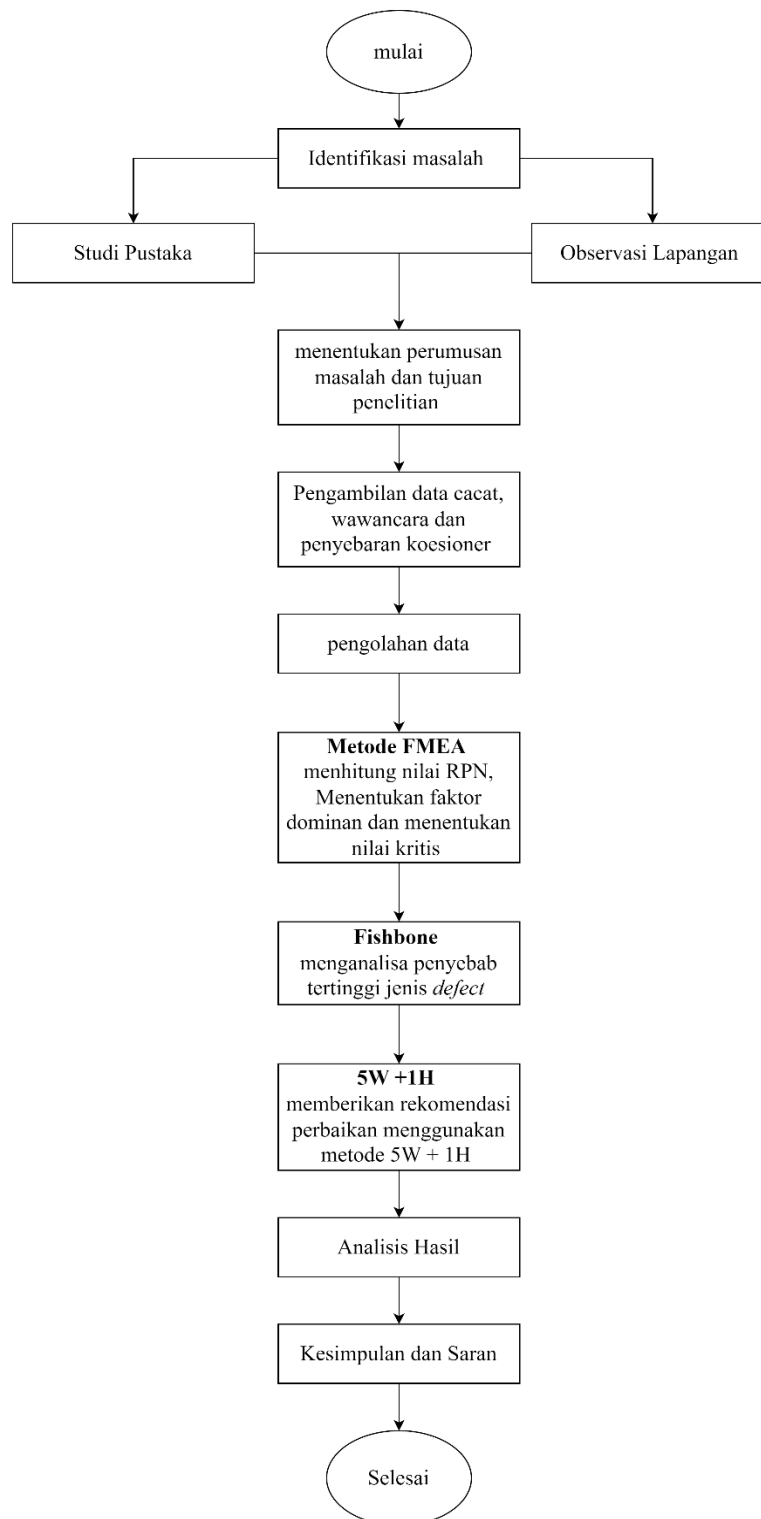 mulai
Identifikasi masalah
Studi Pustaka
Observasi Lapangan
menentukan perumusan
masalah dan tujuan
penelitian
Pengambilan data cacat,
wawancara dan
penyebaran koesioner
pengolahan data
Metode FMEA
menhitung nilai RPN,
Menentukan faktor
dominan dan menentukan
nilai kritis
Fishbone
menganalisa penyebab
tertinggi jenis defect
5W +1H
memberikan rekomendasi
perbaikan menggunakan
metode 5W + 1H
Analisis Hasil
Kesimpulan dan Saran
Selesai